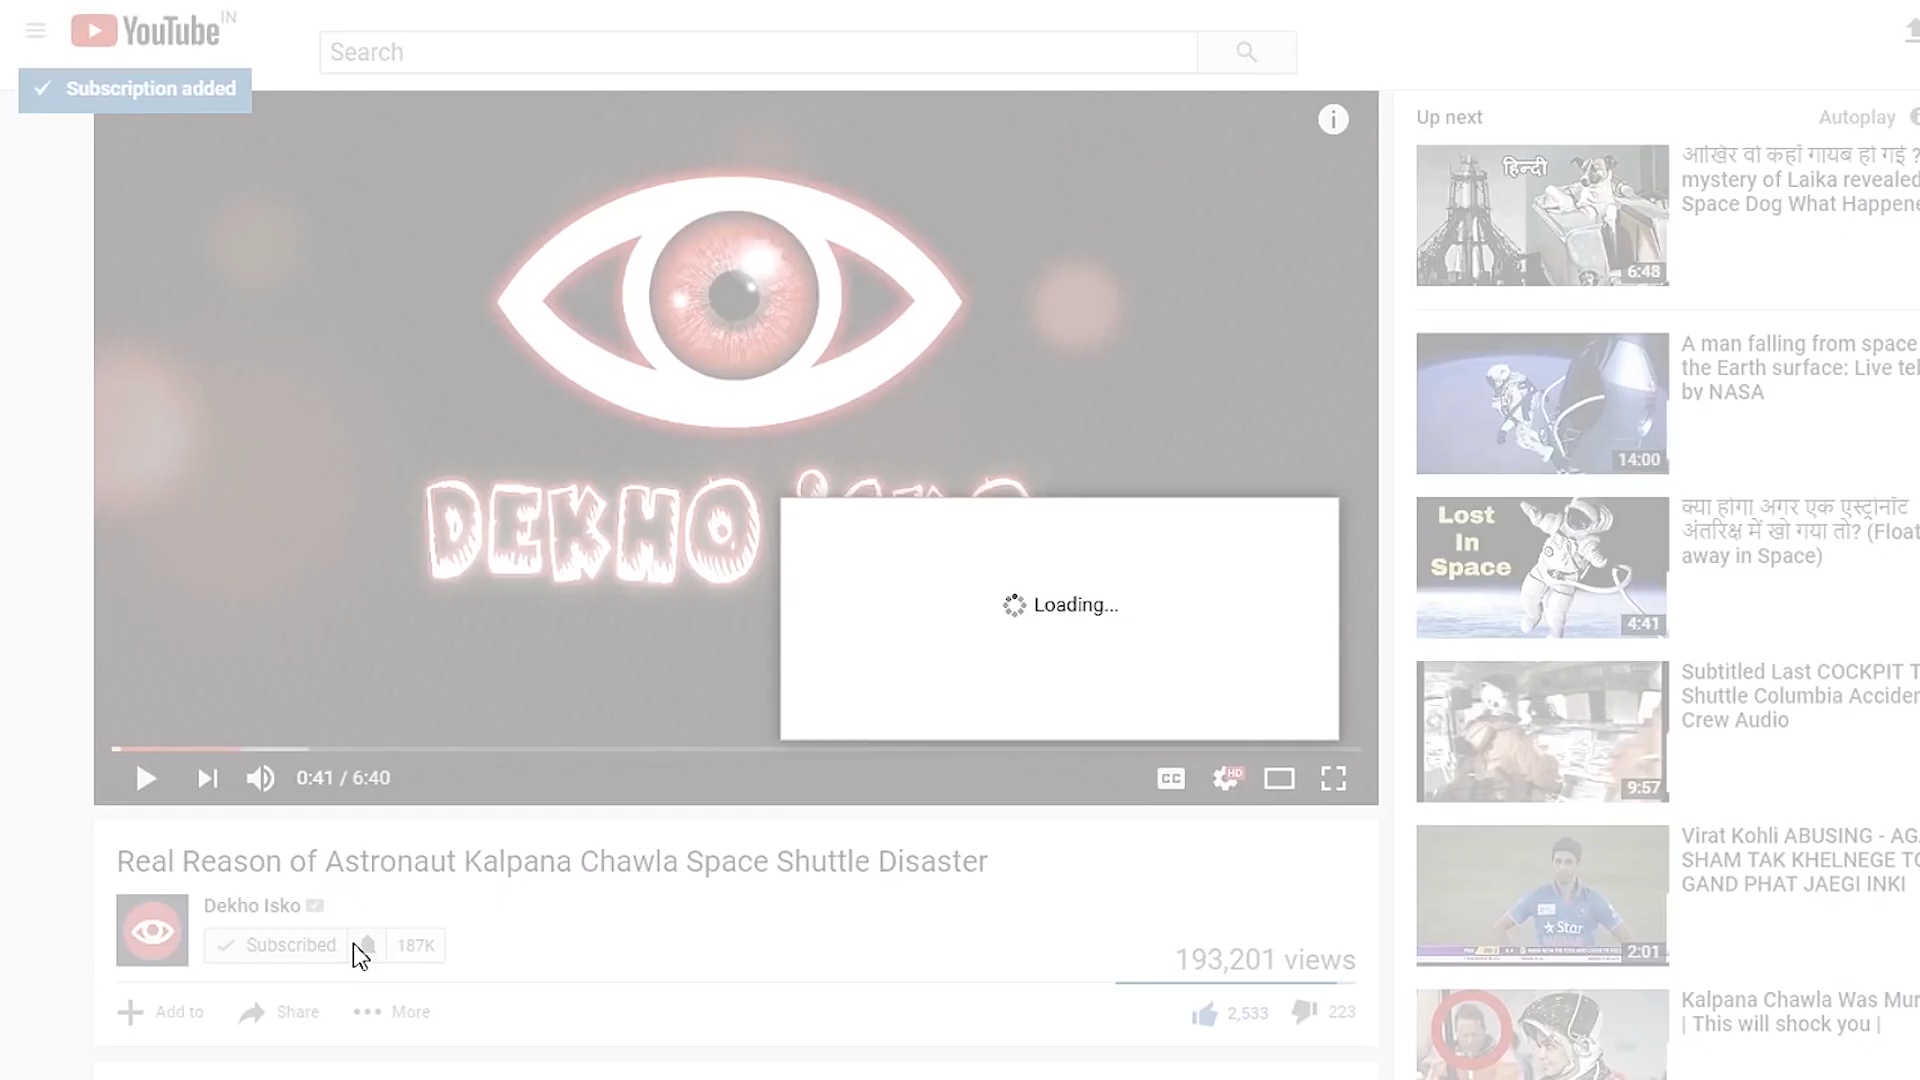 YouTube IN
Search
Subscription added
DEKHO
Loading...
0:41 / 6:40
CC
HD
Real Reason of Astronaut Kalpana Chawla Space Shuttle Disaster
Dekho Isko
Subscribed 187K
193,201 views
Add to Share More
2,533 223
Up next
Autoplay
हिन्दी
6:48
आखिर वो कहाँ गायब हो गई ?
mystery of Laika revealed
Space Dog What Happene
14:00
A man falling from space
the Earth surface: Live tel
by NASA
Lost
In
Space
4:41
क्या होगा अगर एक एस्ट्रोनॉट
अंतरिक्ष में खो गया तो? (Float
away in Space)
9:57
Subtitled Last COCKPIT T
Shuttle Columbia Acciden
Crew Audio
Star
2:01
Virat Kohli ABUSING - AG
SHAM TAK KHELNEGE TO
GAND PHAT JAEGI INKI
Kalpana Chawla Was Mur
| This will shock you |